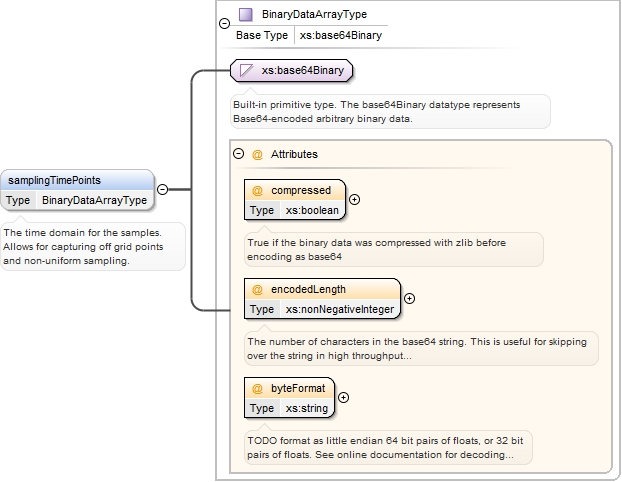 BinaryDataArrayType
Base Type xs:base64Binary
xs:base64Binary
Built-in primitive type. The base64Binary datatype represents
Base64-encoded arbitrary binary data.
@ Attributes
samplingTimePoints
Type BinaryDataArrayType
The time domain for the samples.
Allows for capturing off grid points
and non-uniform sampling.
@ compressed
Type xs:boolean
True if the binary data was compressed with zlib before
encoding as base64
@ encodedLength
Type xs:nonNegativeInteger
The number of characters in the base64 string. This is useful for skipping
over the string in high throughput...
@ byteFormat
Type xs:string
TODO format as little endian 64 bit pairs of floats, or 32 bit
pairs of floats. See online documentation for decoding...